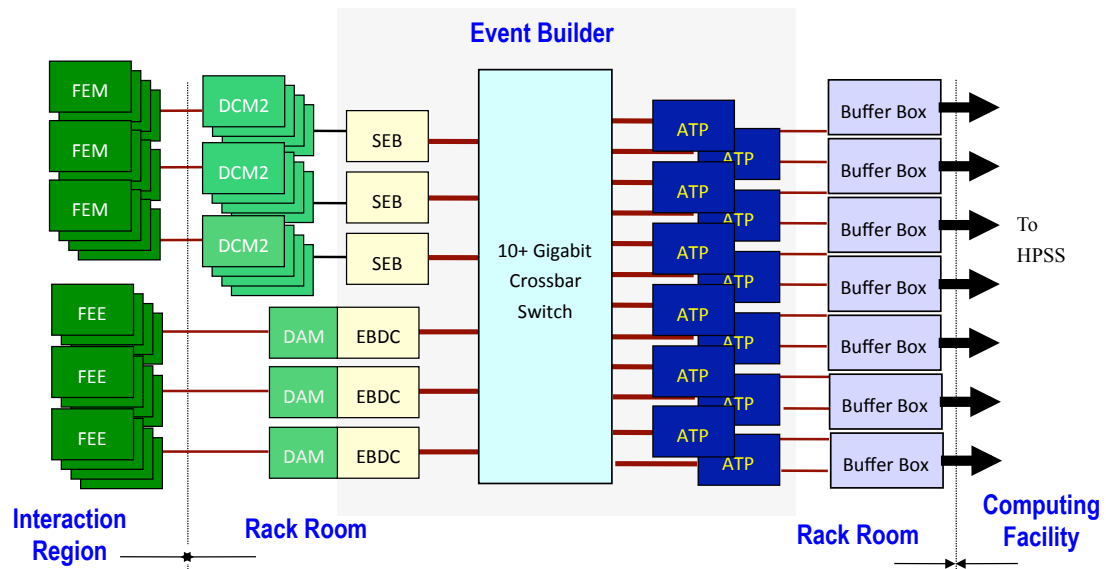 Event Builder
FEM
FEM
FEM
FEE
FEE
FEE
DCM2
DCM2
DCM2
SEB
SEB
SEB
DAM EBDC
DAM EBDC
DAM EBDC
10+ Gigabit
Crossbar
Switch
ATP
ATP
ATP
ATP
ATP
ATP
ATP
ATP
ATP
ATP
ATP
ATP
Buffer Box
Buffer Box
Buffer Box
Buffer Box
Buffer Box
Buffer Box
Buffer Box
To
HPSS
Interaction
Region
Rack Room
Rack Room
Computing
Facility